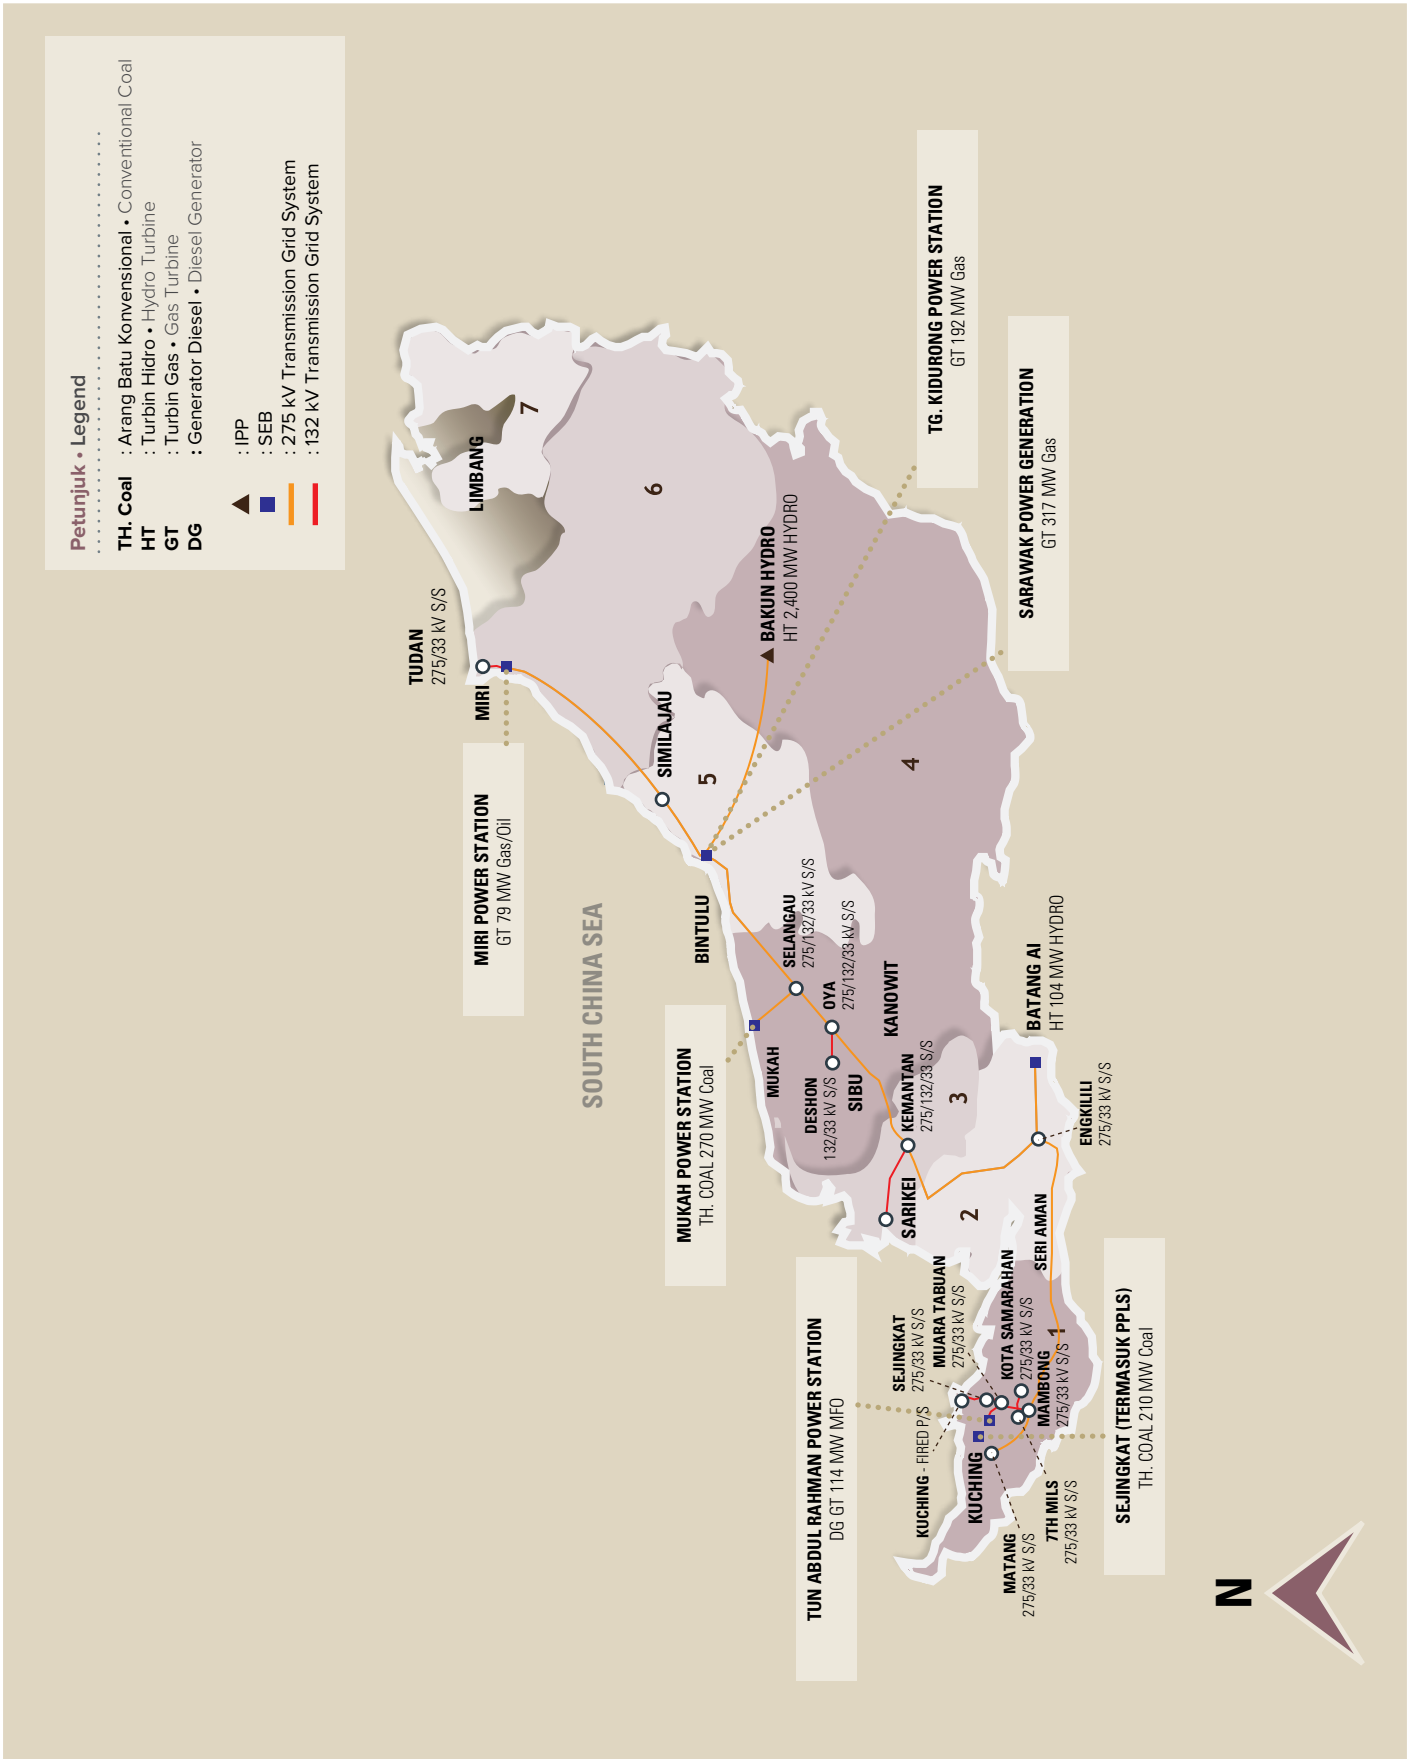 Petunjuk • Legend
TH. Coal : Arang Batu Konvensional • Conventional Coal
HT : Turbin Hidro • Hydro Turbine
GT : Turbin Gas • Gas Turbine
DG : Generator Diesel • Diesel Generator
: IPP
: SEB
: 275 kV Transmission Grid System
: 132 kV Transmission Grid System
TUDAN
275/33 kV S/S
MIRI
LIMBANG
7
MIRI POWER STATION
GT 79 MW Gas/Oil
SOUTH CHINA SEA
6
SIMILAJAU
5
BINTULU
BAKUN HYDRO
HT 2,400 MW HYDRO
TG. KIDURONG POWER STATION
GT 192 MW Gas
SARAWAK POWER GENERATION
GT 317 MW Gas
4
MUKAH POWER STATION
TH. COAL 270 MW Coal
MUKAH
SELANGAU
275/132/33 kV S/S
OYA
275/132/33 kV S/S
DESHON
132/33 kV S/S
SIBU
KANOWIT
KEMANTAN
275/132/33 kV S/S
3
SARIKEI
2
BATANG AI
HT 104 MW HYDRO
ENGKILILI
275/33 kV S/S
SERI AMAN
TUN ABDUL RAHMAN POWER STATION
DG GT 114 MW MFO
SEJINGKAT
275/33 kV S/S
MUARA TABUAN
275/33 kV S/S
KOTA SAMARAHAN
275/33 kV S/S
MAMBONG
275/33 kV S/S
1
KUCHING - FIRED P/S
KUCHING
MATANG
275/33 kV S/S
7TH MILS
275/33 kV S/S
SEJINGKAT (TERMASUK PPLS)
TH. COAL 210 MW Coal
N